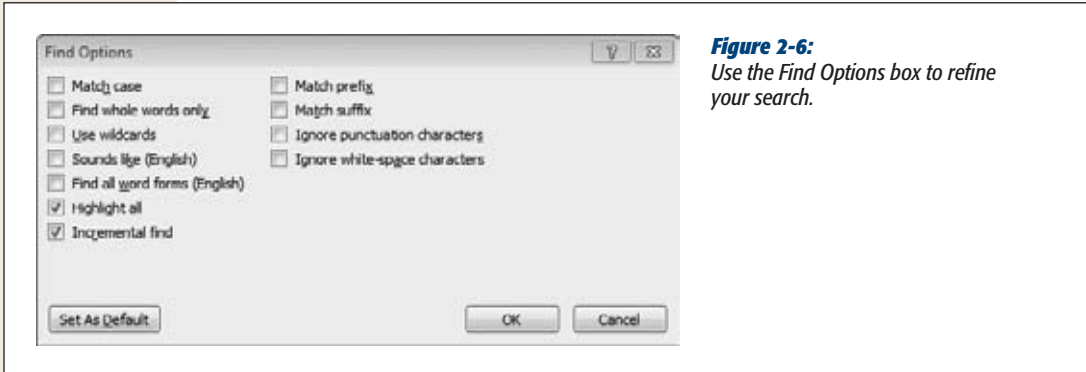 Find Options
Match case
Find whole words only
Use wildcards
Sounds like (English)
Find all word forms (English)
Highlight all
Incremental find
Match prefix
Match suffix
Ignore punctuation characters
Ignore white-space characters
Set As Default
OK
Cancel
Figure 2-6:
Use the Find Options box to refine
your search.